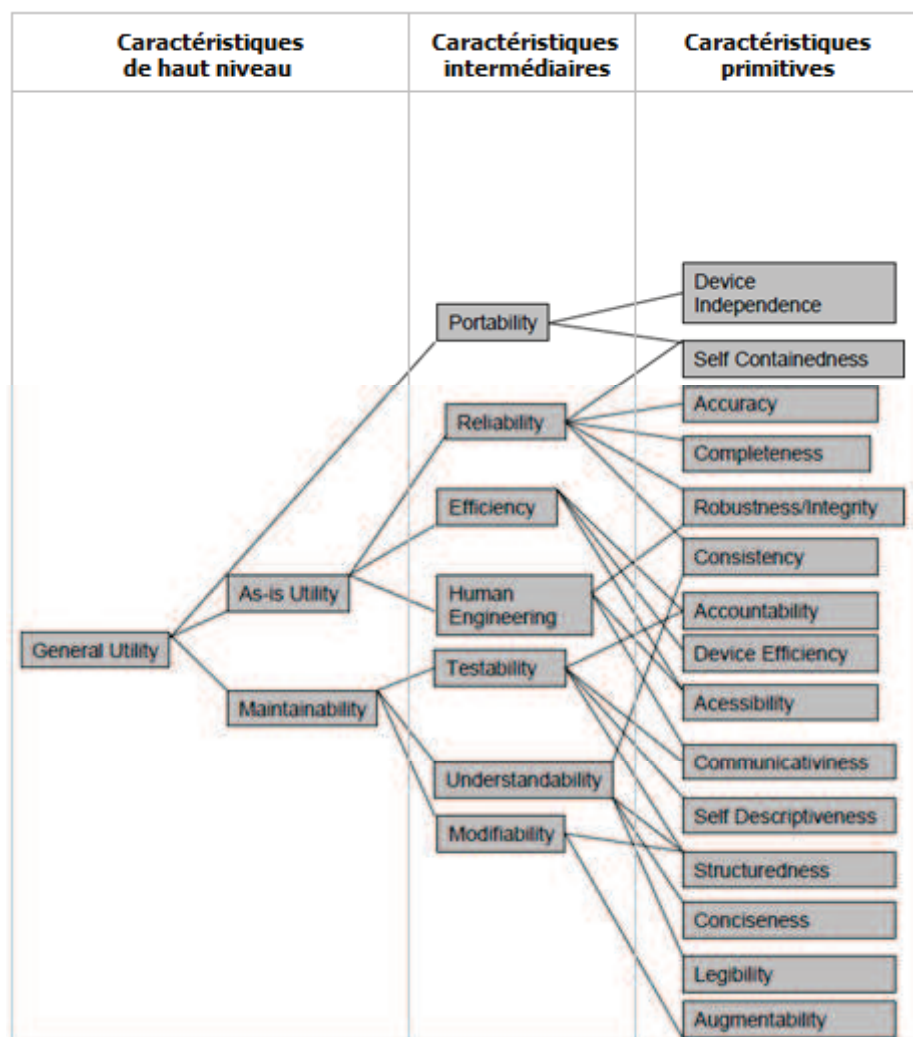 Caractéristiques
de haut niveau
Caractéristiques
intermédiaires
Caractéristiques
primitives
General Utility
As-is Utility
Maintainability
Portability
Reliability
Efficiency
Human
Engineering
Testability
Understandability
Modifiability
Device
Independence
Self Containedness
Accuracy
Completeness
Robustness/Integrity
Consistency
Accountability
Device Efficiency
Acessibility
Communicativiness
Self Descriptiveness
Structuredness
Conciseness
Legibility
Augmentability